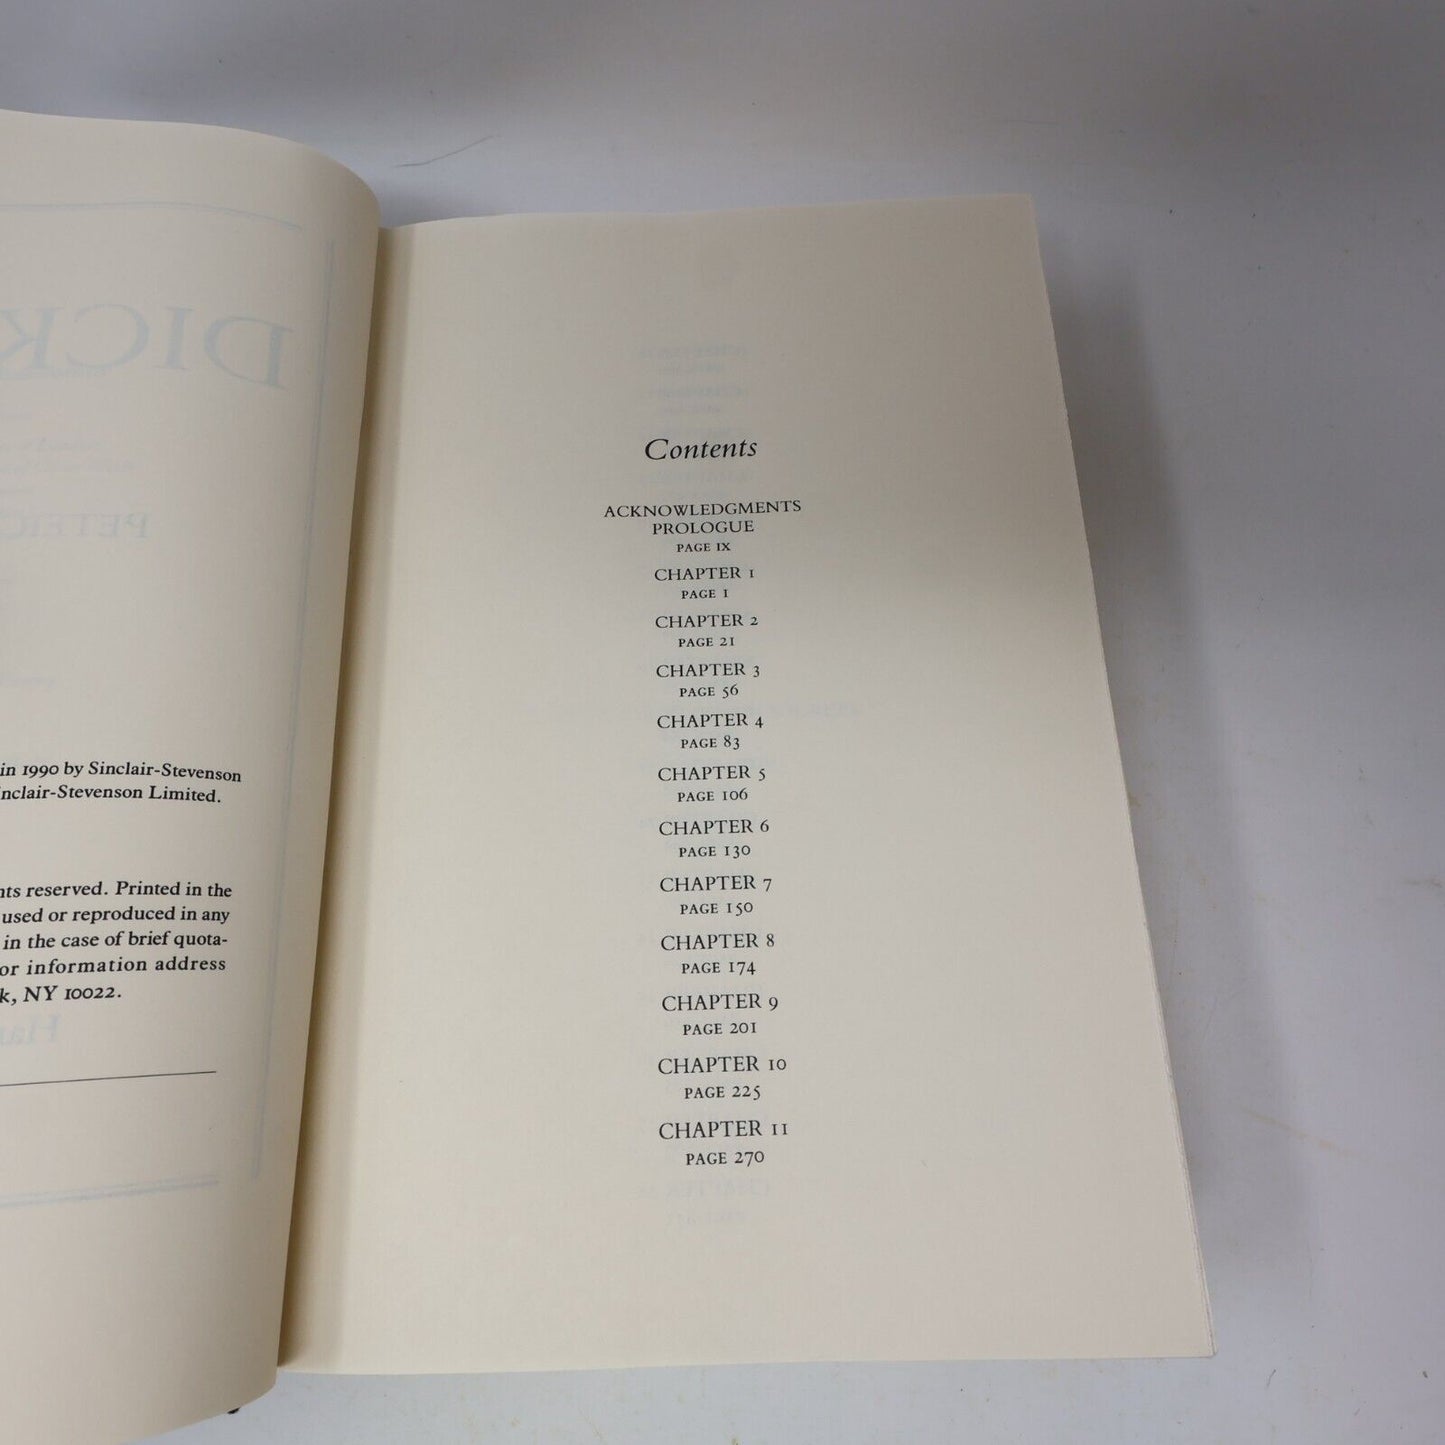 in 1990 by Sinclair-Stevenson
nclair-Stevenson Limited.
hts reserved. Printed in the
used or reproduced in any
in the case of brief quota-
or information address
k, NY 10022.
Contents
ACKNOWLEDGMENTS
PROLOGUE
PAGE IX
CHAPTER 1
PAGE 1
CHAPTER 2
PAGE 21
CHAPTER 3
PAGE 56
CHAPTER 4
PAGE 83
CHAPTER 5
PAGE 106
CHAPTER 6
PAGE 130
CHAPTER 7
PAGE 150
CHAPTER 8
PAGE 174
CHAPTER 9
PAGE 201
CHAPTER 10
PAGE 225
CHAPTER 11
PAGE 270